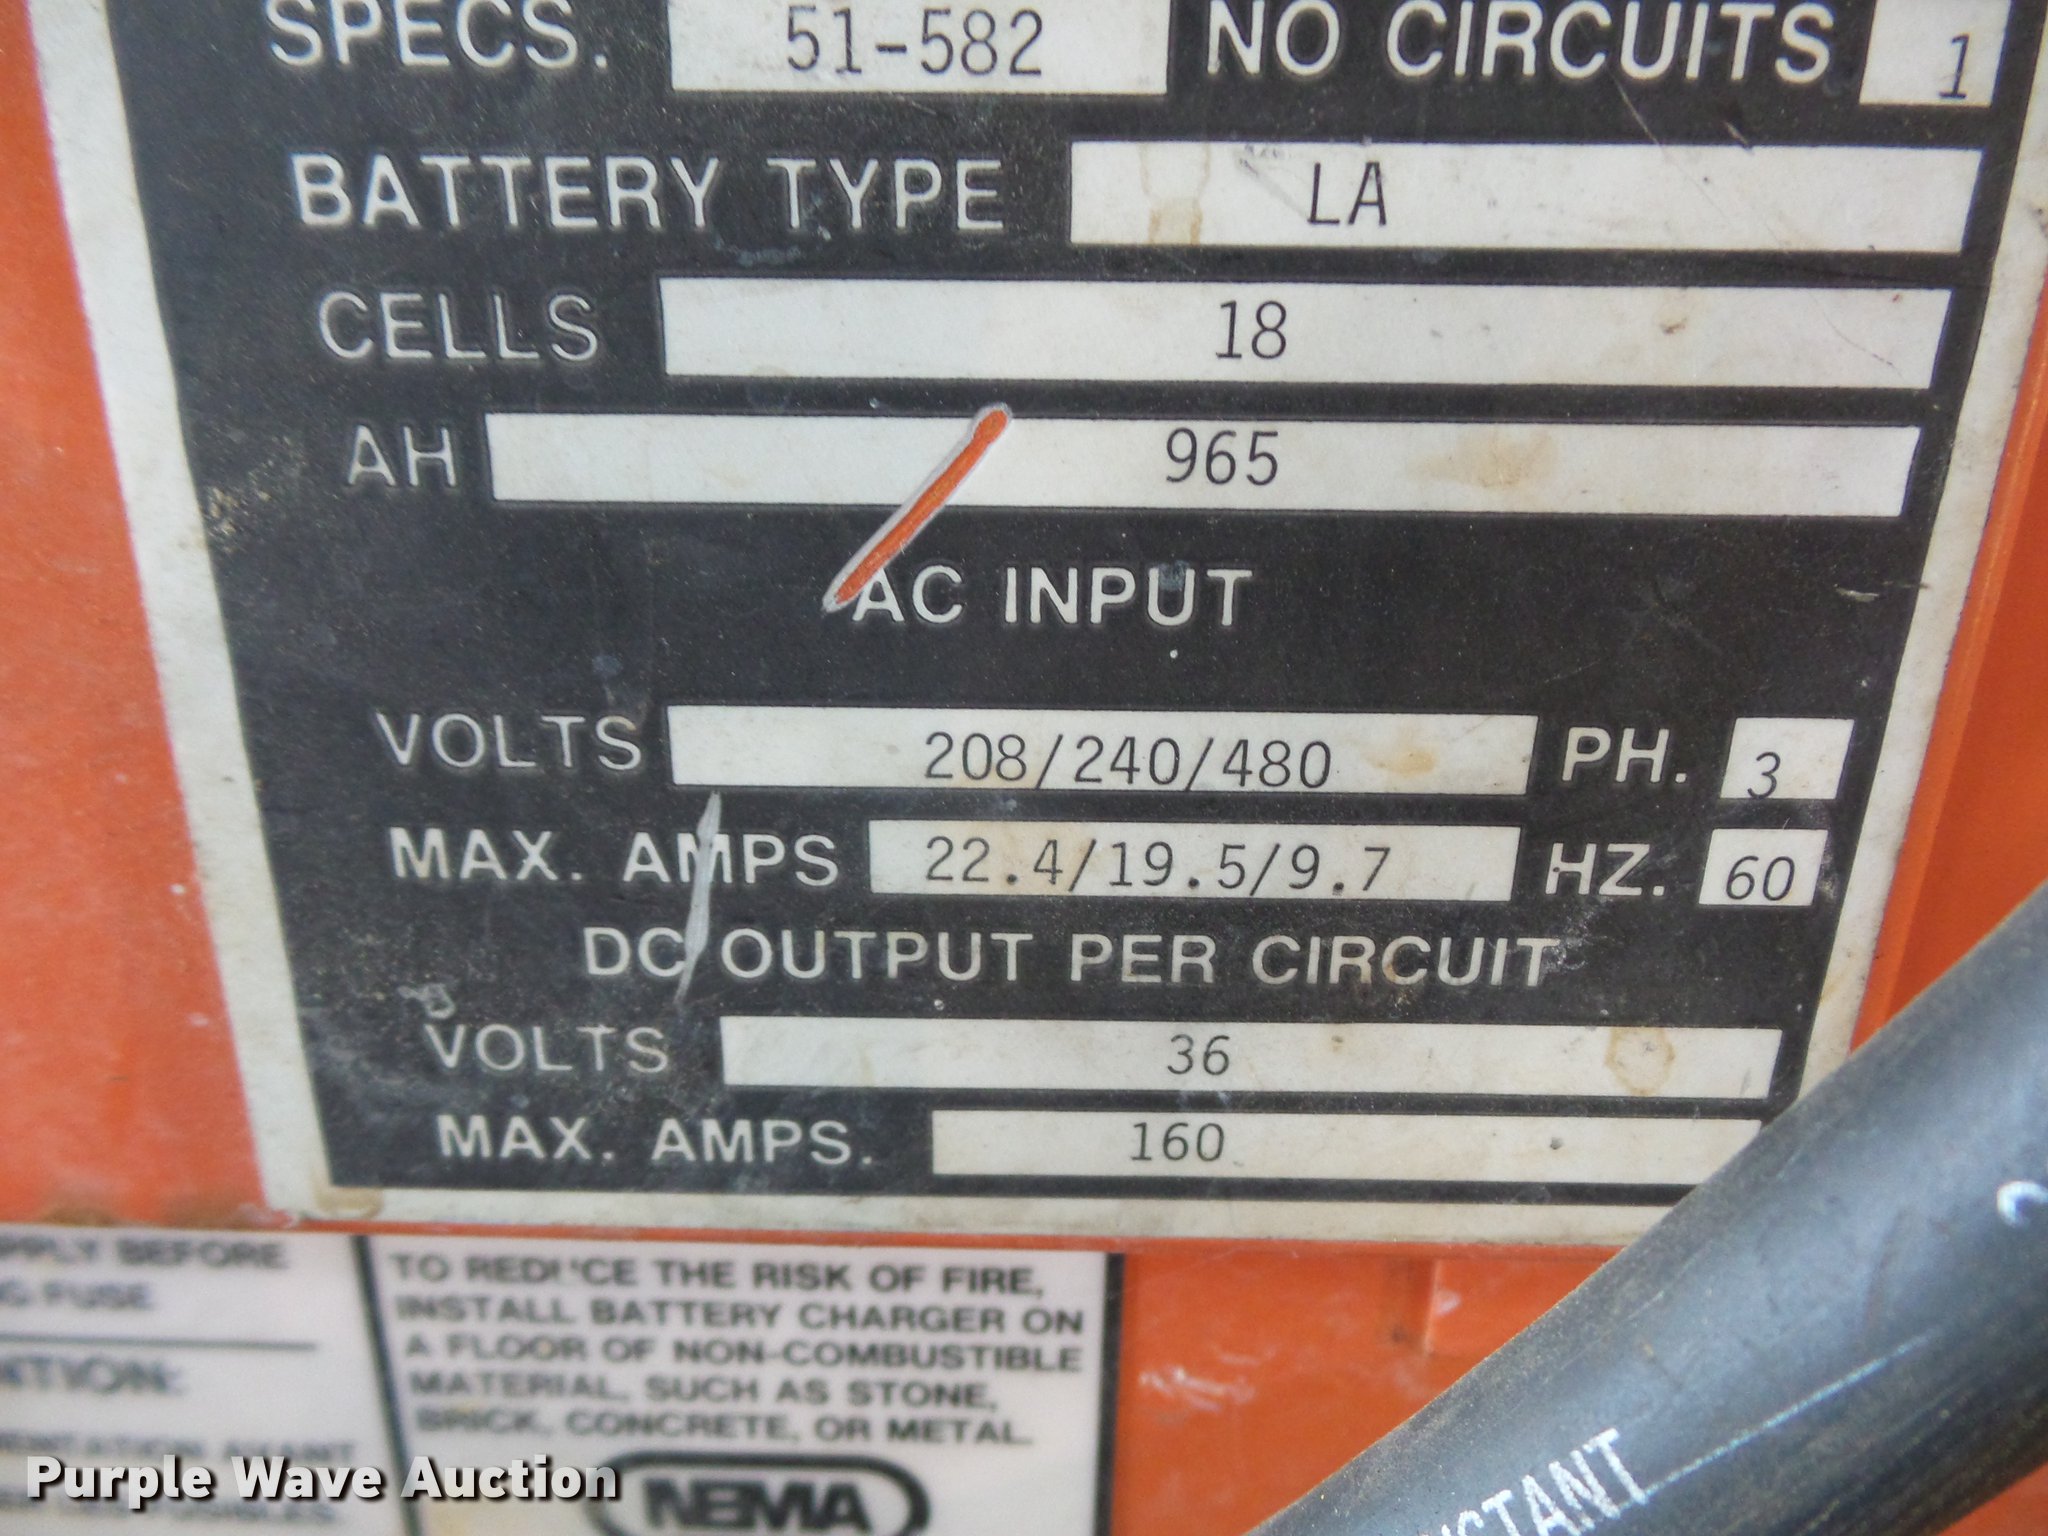 SPECS. 51-582 NO CIRCUITS 1
BATTERY TYPE LA
CELLS 18
AH 965
AC INPUT
VOLTS 208/240/480 PH. 3
MAX. AMPS 22.4/19.5/9.7 HZ. 60
DC OUTPUT PER CIRCUIT
VOLTS 36
MAX. AMPS. 160
BEFORE
FUSE
TO REDUCE THE RISK OF FIRE,
INSTALL BATTERY CHARGER ON
A FLOOR OF NON-COMBUSTIBLE
MATERIAL, SUCH AS STONE,
BRICK, CONCRETE, OR METAL.
AVANT
NEMA
Purple Wave Auction